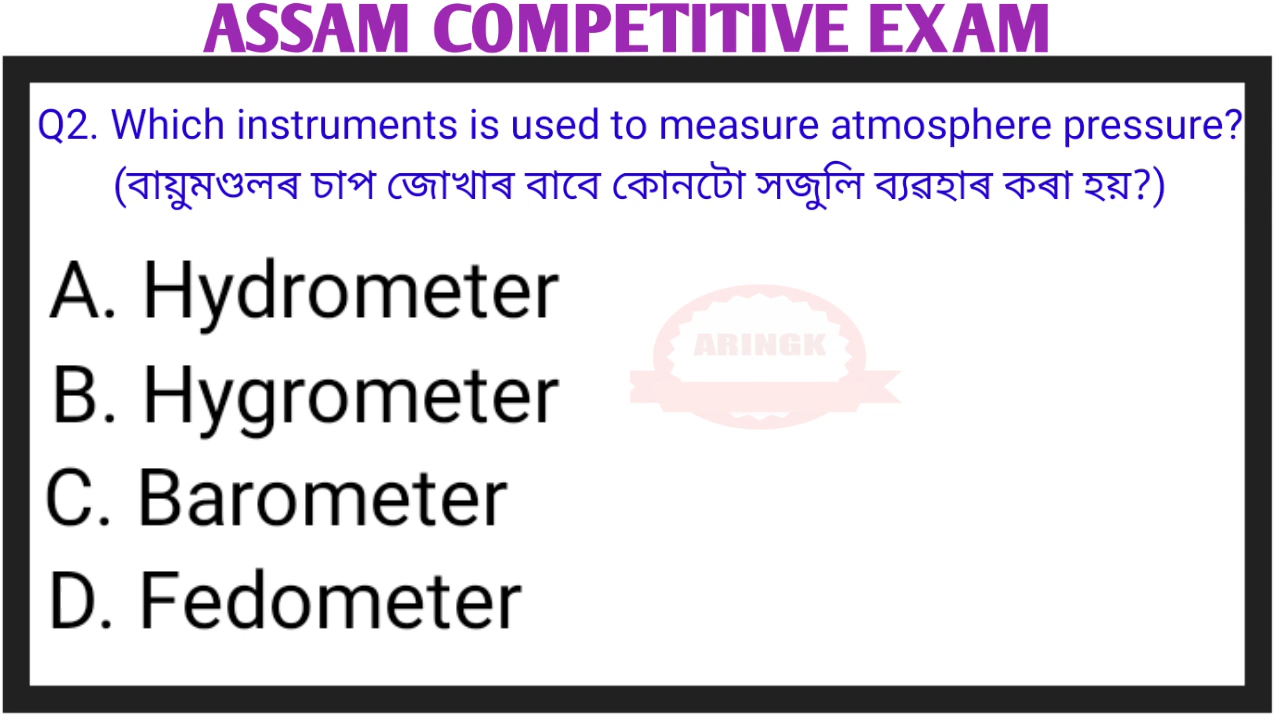 ASSAM COMPETITIVE EXAM
Q2. Which instruments is used to measure atmosphere pressure?
(বায়ুমণ্ডলৰ চাপ জোখাৰ বাবে কোনটো সজুলি ব্যৱহাৰ কৰা হয়?)
A. Hydrometer
ARINGK
B. Hygrometer
C. Barometer
D. Fedometer